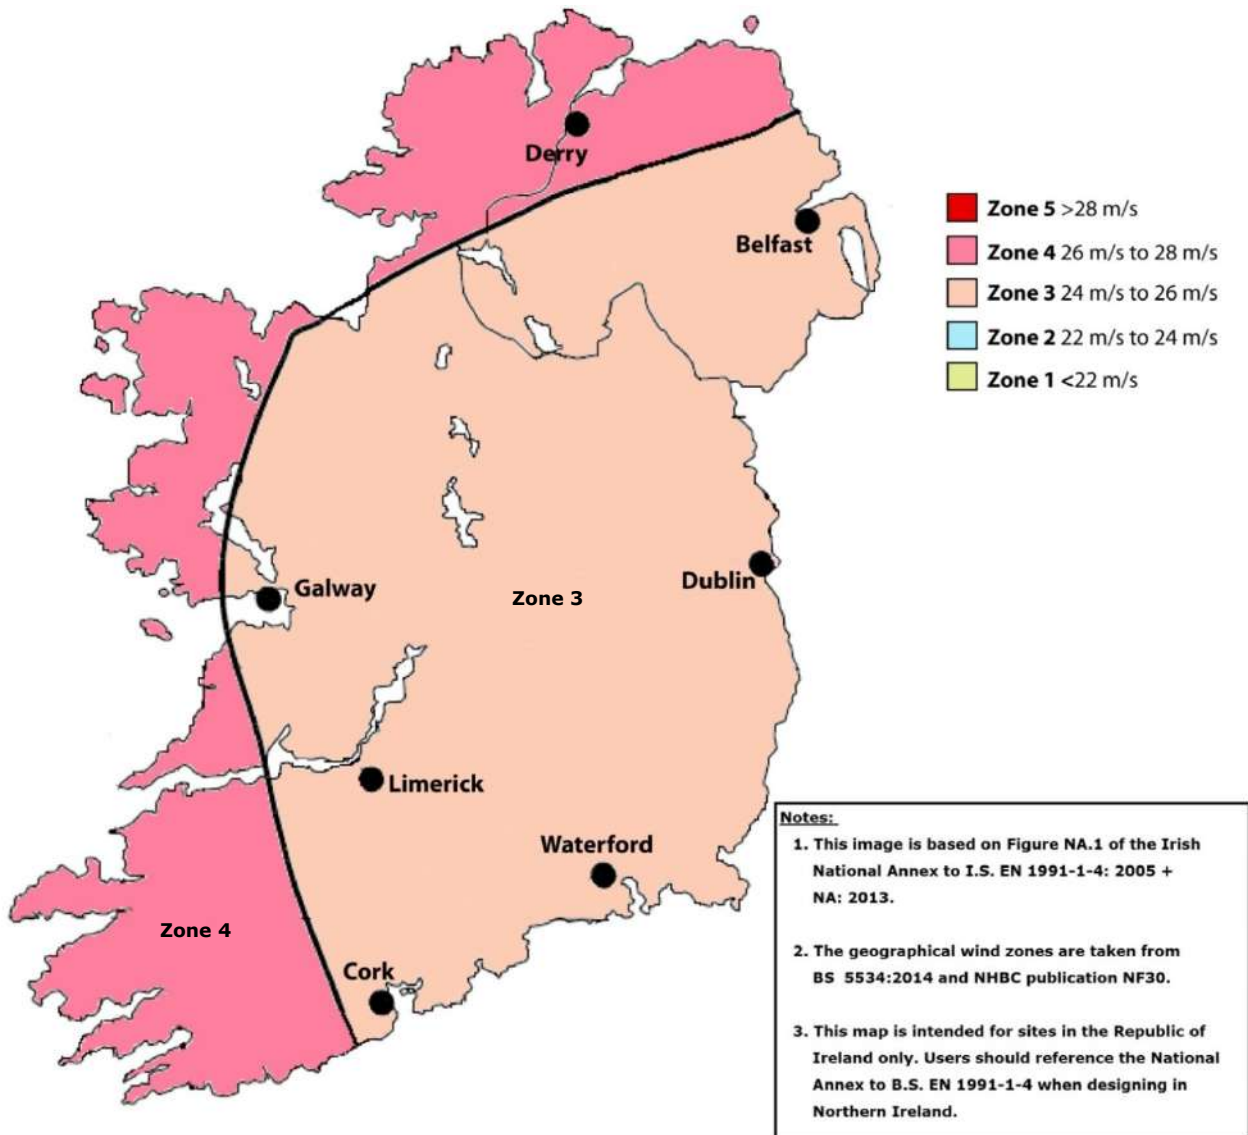 Derry
Belfast
Zone 5 >28 m/s
Zone 4 26 m/s to 28 m/s
Zone 3 24 m/s to 26 m/s
Zone 2 22 m/s to 24 m/s
Zone 1 <22 m/s
Galway
Zone 3
Dublin
Limerick
Waterford
Zone 4
Cork
Notes:
1. This image is based on Figure NA.1 of the Irish
National Annex to I.S. EN 1991-1-4: 2005 +
NA: 2013.
2. The geographical wind zones are taken from
BS 5534:2014 and NHBC publication NF30.
3. This map is intended for sites in the Republic of
Ireland only. Users should reference the National
Annex to B.S. EN 1991-1-4 when designing in
Northern Ireland.